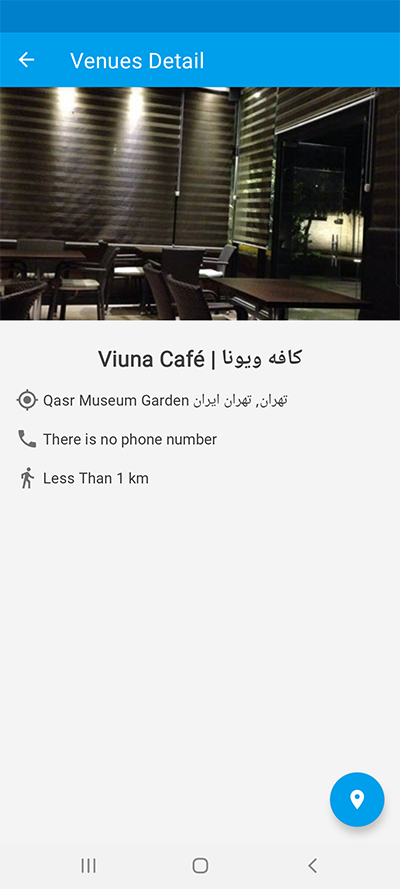 Venues Detail
Viuna Café | کافه ویونا
Qasr Museum Garden تهران, تهران ایران
There is no phone number
Less Than 1 km